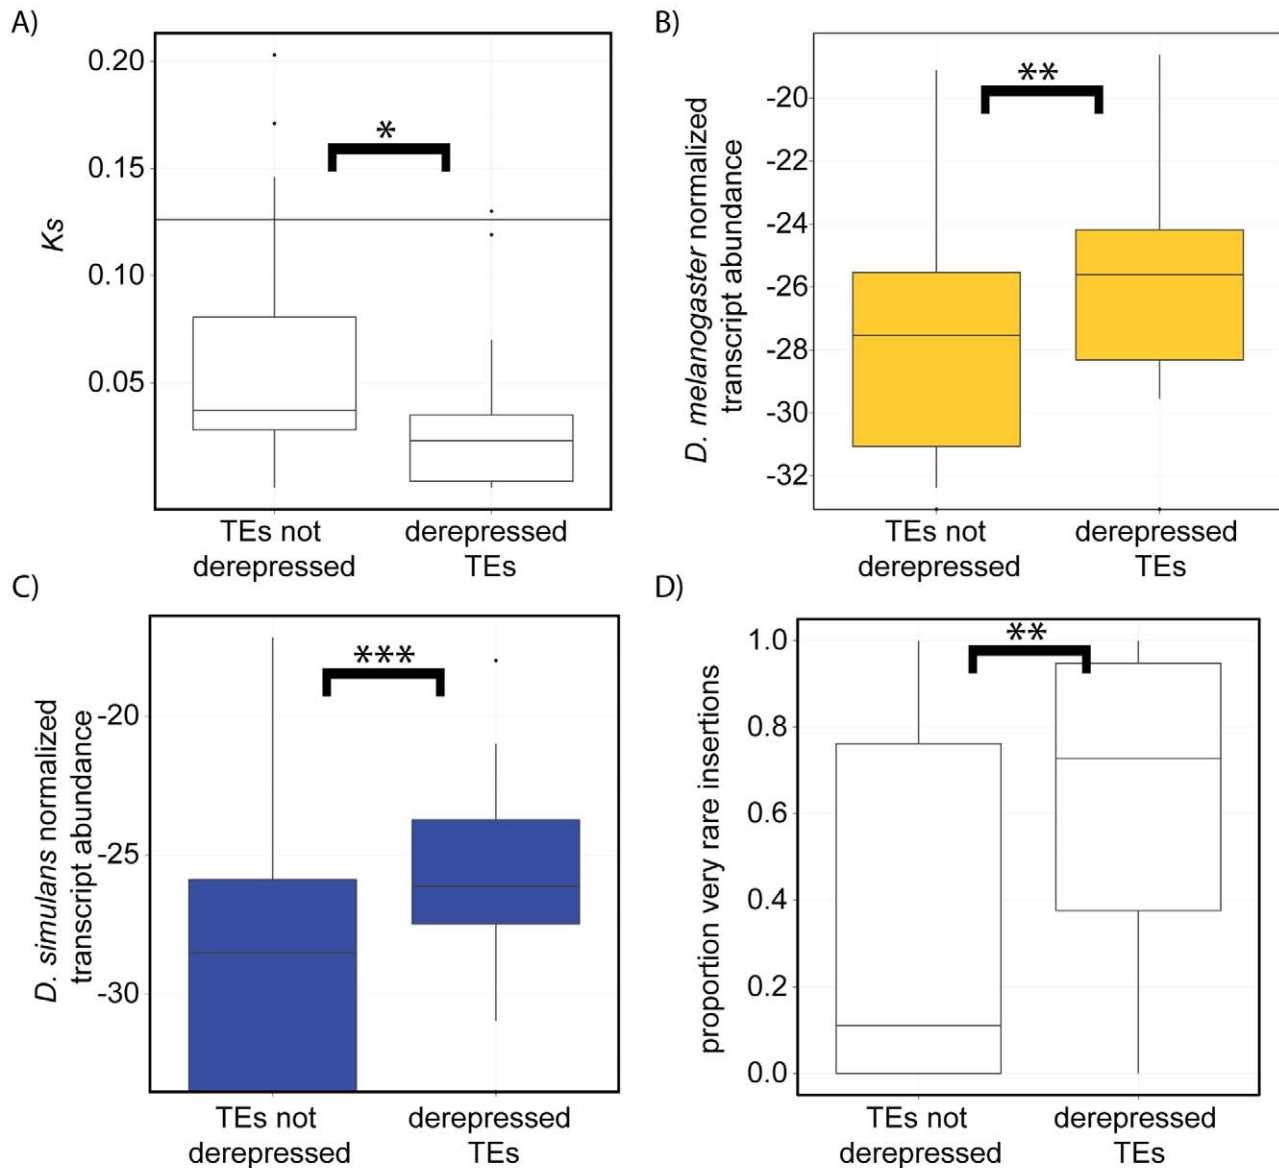 A)
Ks
0.20
0.15
0.10
0.05
*
TEs not
derepressed
derepressed
TEs
B)
D. melanogaster normalized
transcript abundance
-20
-22
-24
-26
-28
-30
-32
**
TEs not
derepressed
derepressed
TEs
C)
D. simulans normalized
transcript abundance
-20
-25
-30
***
TEs not
derepressed
derepressed
TEs
D)
proportion very rare insertions
1.0
0.8
0.6
0.4
0.2
0.0
**
TEs not
derepressed
derepressed
TEs